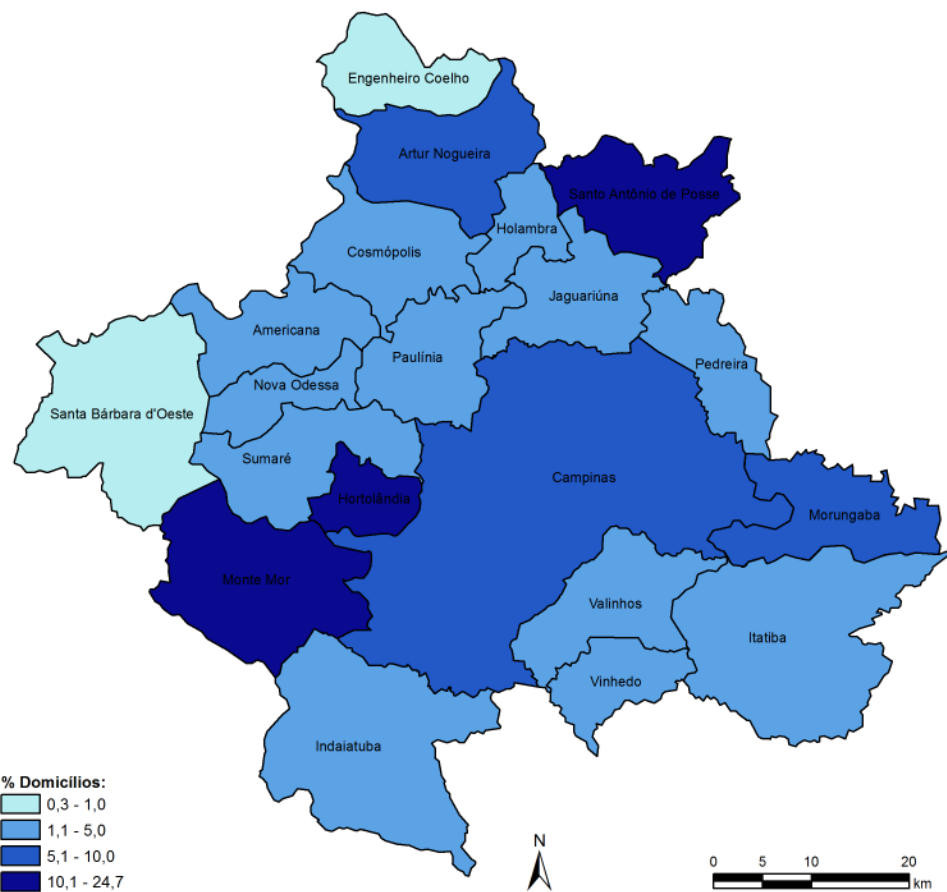 Engenheiro Coelho
Artur Nogueira
Santo Antônio de Posse
Holambra
Cosmópolis
Jaguariúna
Americana
Paulínia
Pedreira
Nova Odessa
Santa Bárbara d'Oeste
Sumaré
Campinas
Hortolândia
Morungaba
Monte Mor
Valinhos
Itatiba
Vinhedo
Indaiatuba
% Domicílios:
0,3 - 1,0
1,1 - 5,0
5,1 - 10,0
10,1 - 24,7
N
0 5 10 20
km